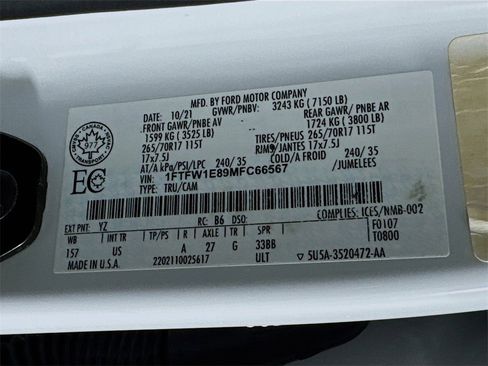 MFD. BY FORD MOTOR COMPANY
10/21 GVWR/PNBV: 3243 KG ( 7150 LB)
FRONT GAWR/PNBE AV REAR GAWR/PNBE AR
1599 KG ( 3525 LB) 1724 KG ( 3800 LB)
265/70R17 115T TIRES/PNEUS 265/70R17 115T
17x7.5J RIMS/JANTES 17x7.5J
AT/À kPa/PSI/LPC 240/ 35 COLD/A FROID 240/ 35
VIN: 1FTFW1E89MFC66567 /JUMELEES
TYPE: TRU/CAM
CANADA
977
EC
COMPLIES: ICES/NMB-002
EXT PNT: YZ RC: B6 DSO: F0107
WB INT TR TP/PS R AXLE TR SPR T0800
157 US A 27 G 33BB
MADE IN U.S.A. 2202110025617 ULT ▽ 5U5A-3520472-AA